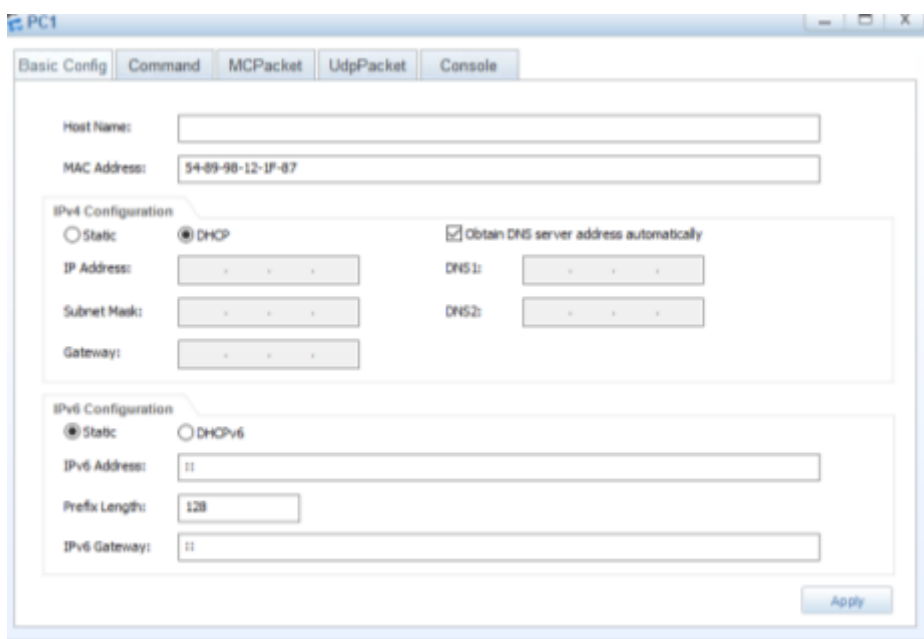 PC1
Basic Config Command MCPacket UdpPacket Console
Host Name:
MAC Address: 54-89-98-12-1F-87
IPv4 Configuration
Static DHCP Obtain DNS server address automatically
IP Address: . . . DNS1: . . .
Subnet Mask: . . . DNS2: . . .
Gateway: . . .
IPv6 Configuration
Static DHCPv6
IPv6 Address: ::
Prefix Length: 128
IPv6 Gateway: ::
Apply